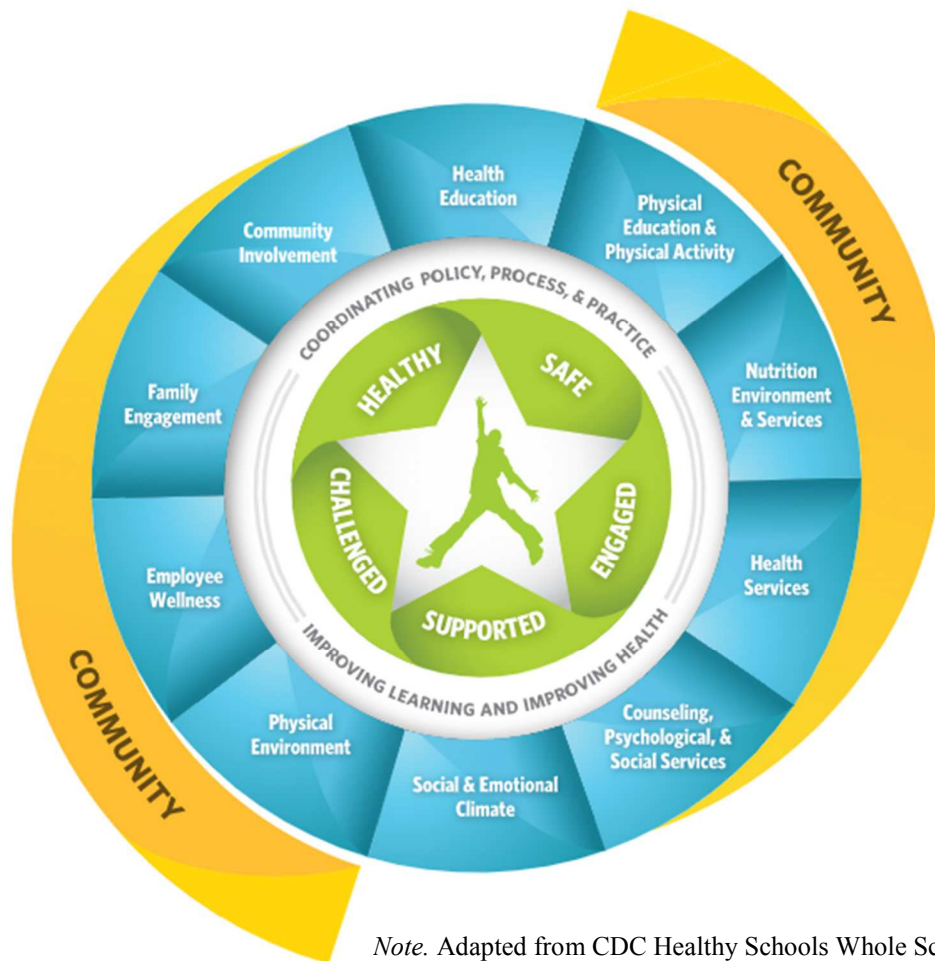 COMMUNITY
Health
Education
Physical
Education &
Physical Activity
Nutrition
Environment
& Services
Health
Services
Counseling,
Psychological, &
Social Services
Social & Emotional
Climate
Physical
Environment
Employee
Wellness
Family
Engagement
Community
Involvement
COORDINATING POLICY, PROCESS, & PRACTICE
IMPROVING LEARNING AND IMPROVING HEALTH
HEALTHY
SAFE
ENGAGED
SUPPORTED
CHALLENGED
COMMUNITY
Note. Adapted from CDC Healthy Schools Whole Sc